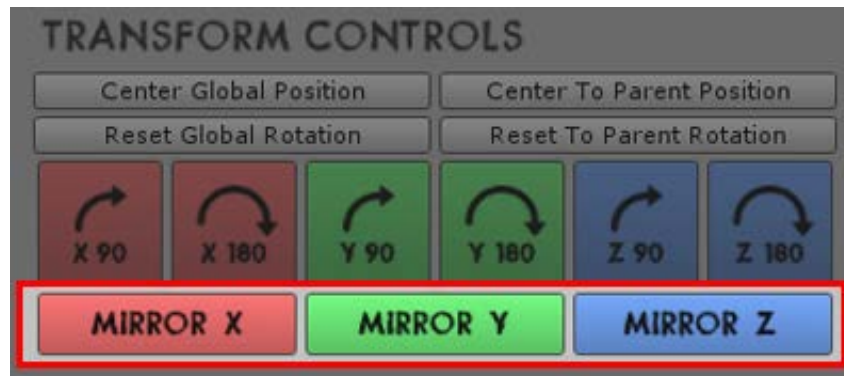 TRANSFORM CONTROLS
Center Global Position Center To Parent Position
Reset Global Rotation Reset To Parent Rotation
X 90 X 180 Y 90 Y 180 Z 90 Z 180
MIRROR X MIRROR Y MIRROR Z